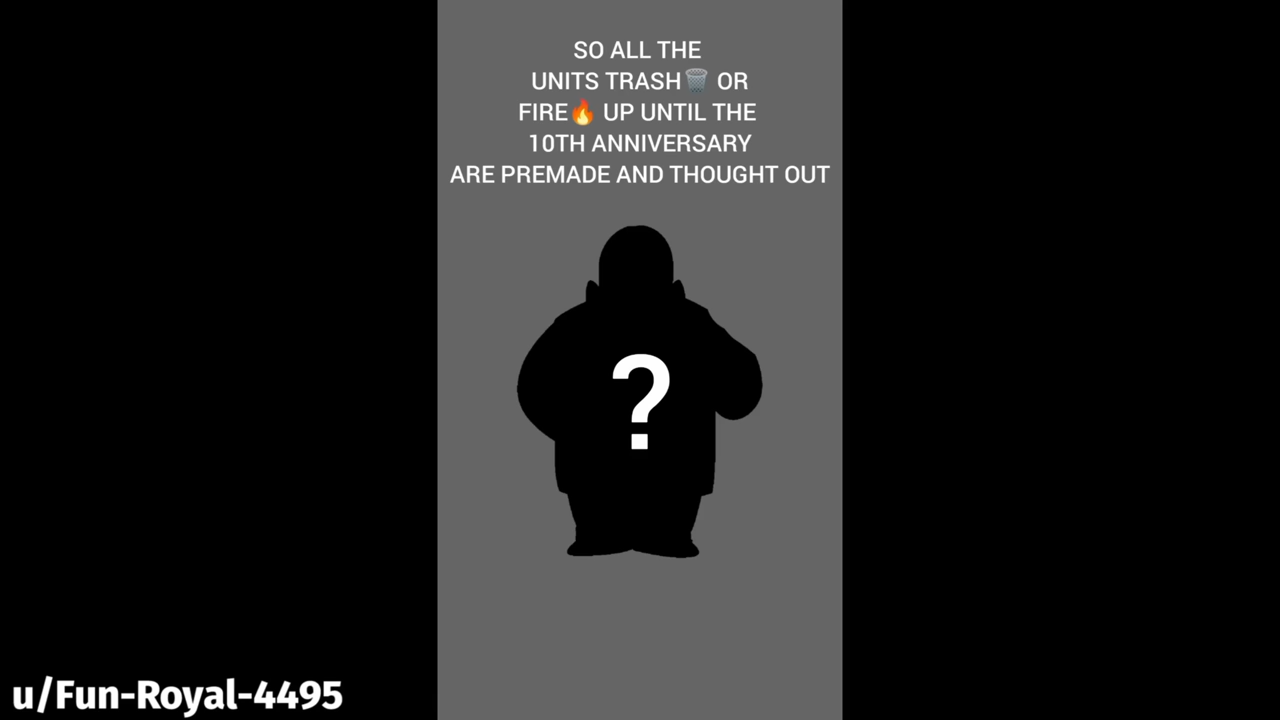 SO ALL THE
UNITS TRASH🗑️ OR
FIRE🔥 UP UNTIL THE
10TH ANNIVERSARY
ARE PREMADE AND THOUGHT OUT
?
u/Fun-Royal-4495